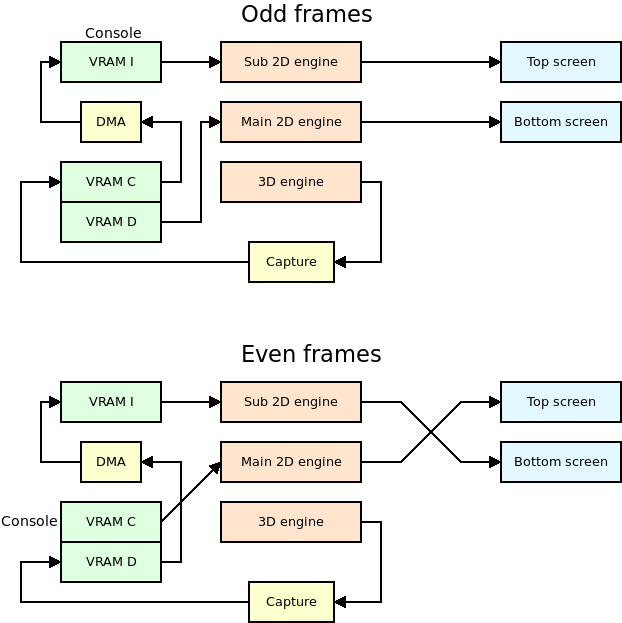 Odd frames
Console
VRAM I
Sub 2D engine
Top screen
DMA
Main 2D engine
Bottom screen
VRAM C
3D engine
VRAM D
Capture
Even frames
VRAM I
Sub 2D engine
Top screen
DMA
Main 2D engine
Bottom screen
Console
VRAM C
3D engine
VRAM D
Capture